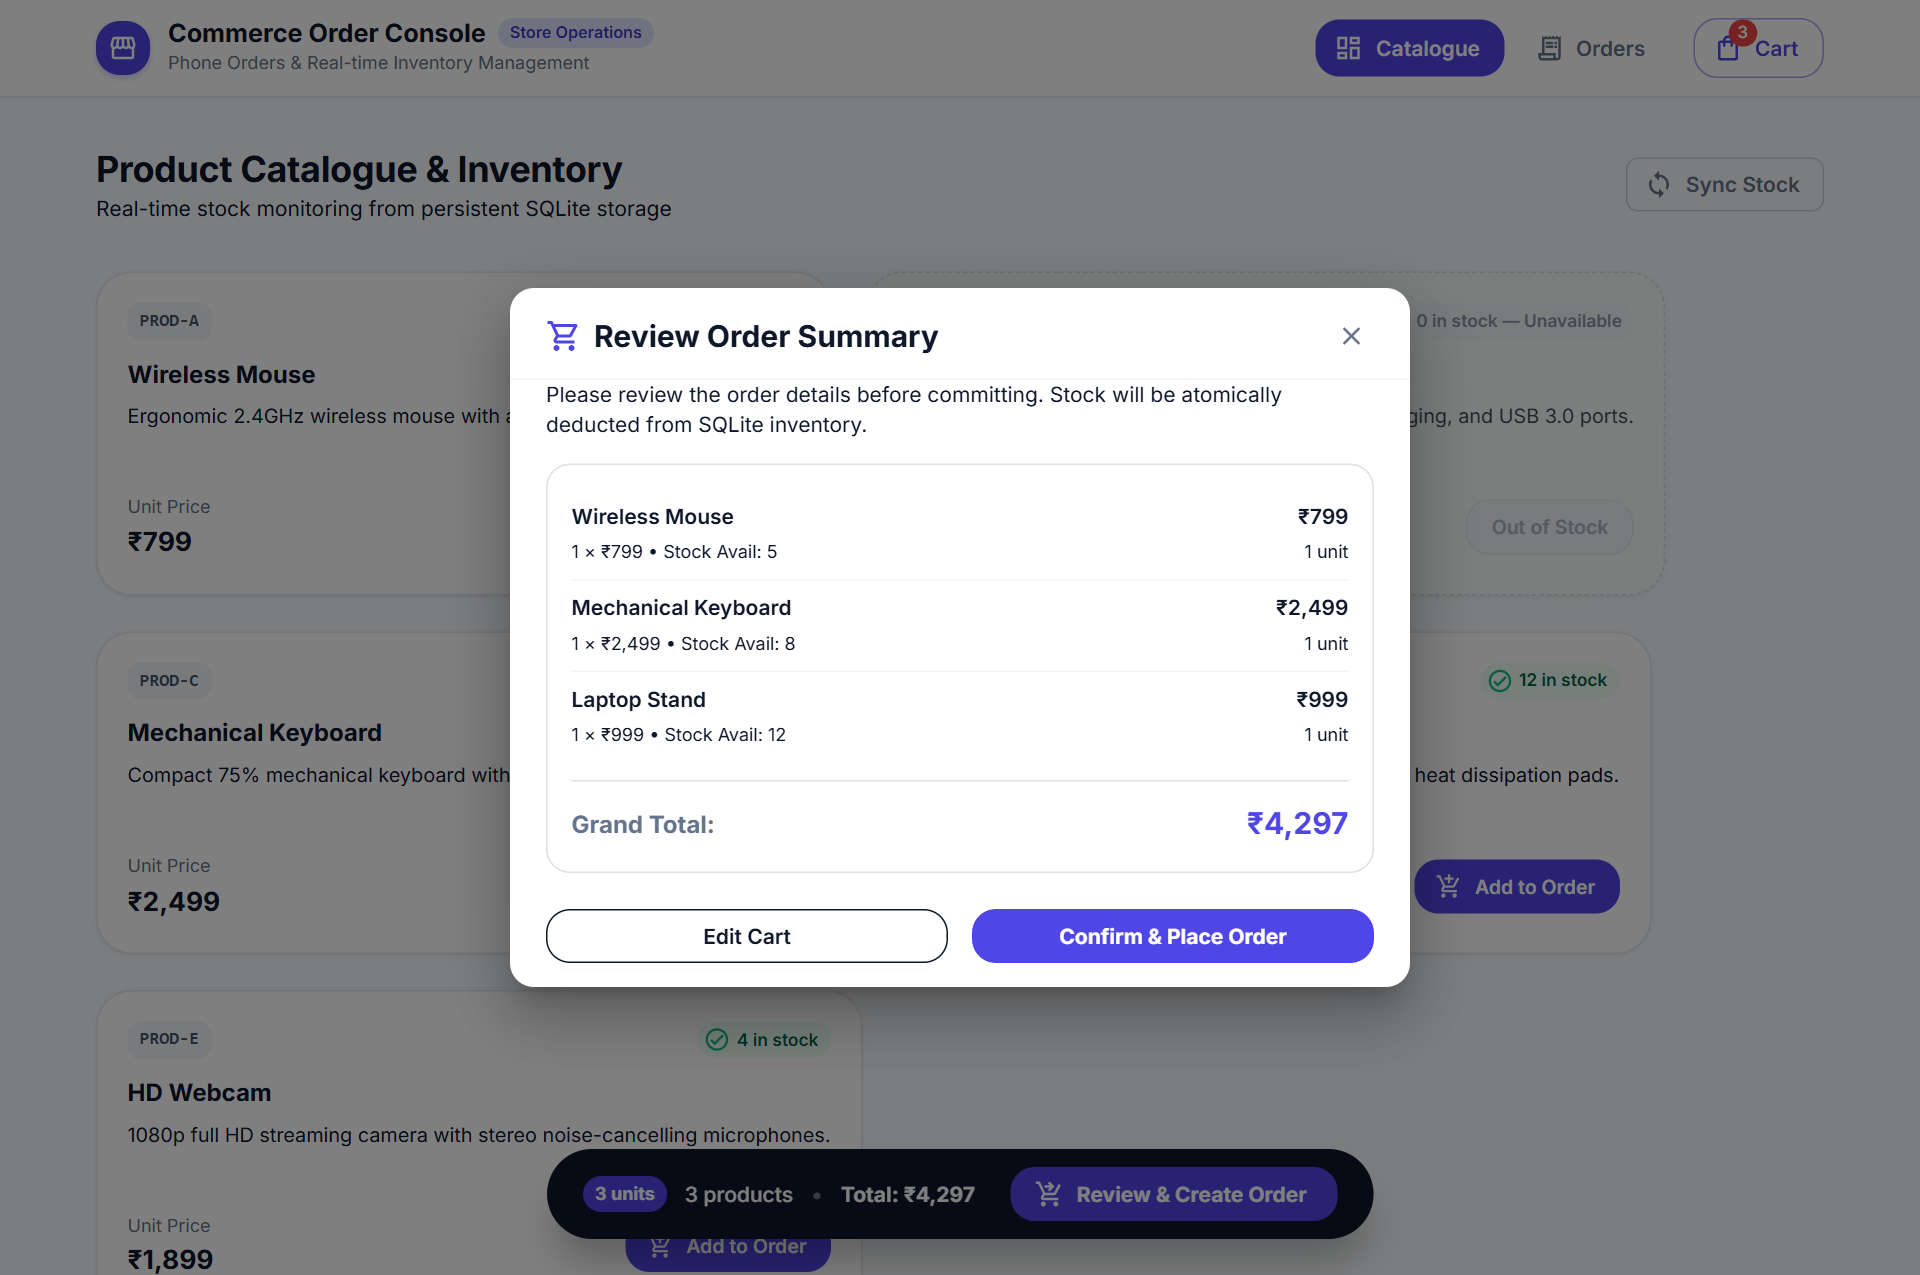 Commerce Order Console
Store Operations
Phone Orders & Real-time Inventory Management
Catalogue
Orders
3
Cart
Product Catalogue & Inventory
Real-time stock monitoring from persistent SQLite storage
Sync Stock
PROD-A
Wireless Mouse
Ergonomic 2.4GHz wireless mouse with
Unit Price
₹799
0 in stock — Unavailable
ging, and USB 3.0 ports.
Out of Stock
Review Order Summary
Please review the order details before committing. Stock will be atomically
deducted from SQLite inventory.
Wireless Mouse
₹799
1 × ₹799 • Stock Avail: 5
1 unit
Mechanical Keyboard
₹2,499
1 × ₹2,499 • Stock Avail: 8
1 unit
Laptop Stand
₹999
1 × ₹999 • Stock Avail: 12
1 unit
Grand Total:
₹4,297
Edit Cart
Confirm & Place Order
PROD-C
Mechanical Keyboard
Compact 75% mechanical keyboard with
Unit Price
₹2,499
12 in stock
heat dissipation pads.
Add to Order
PROD-E
4 in stock
HD Webcam
1080p full HD streaming camera with stereo noise-cancelling microphones.
Unit Price
₹1,899
Add to Order
3 units
3 products • Total: ₹4,297
Review & Create Order